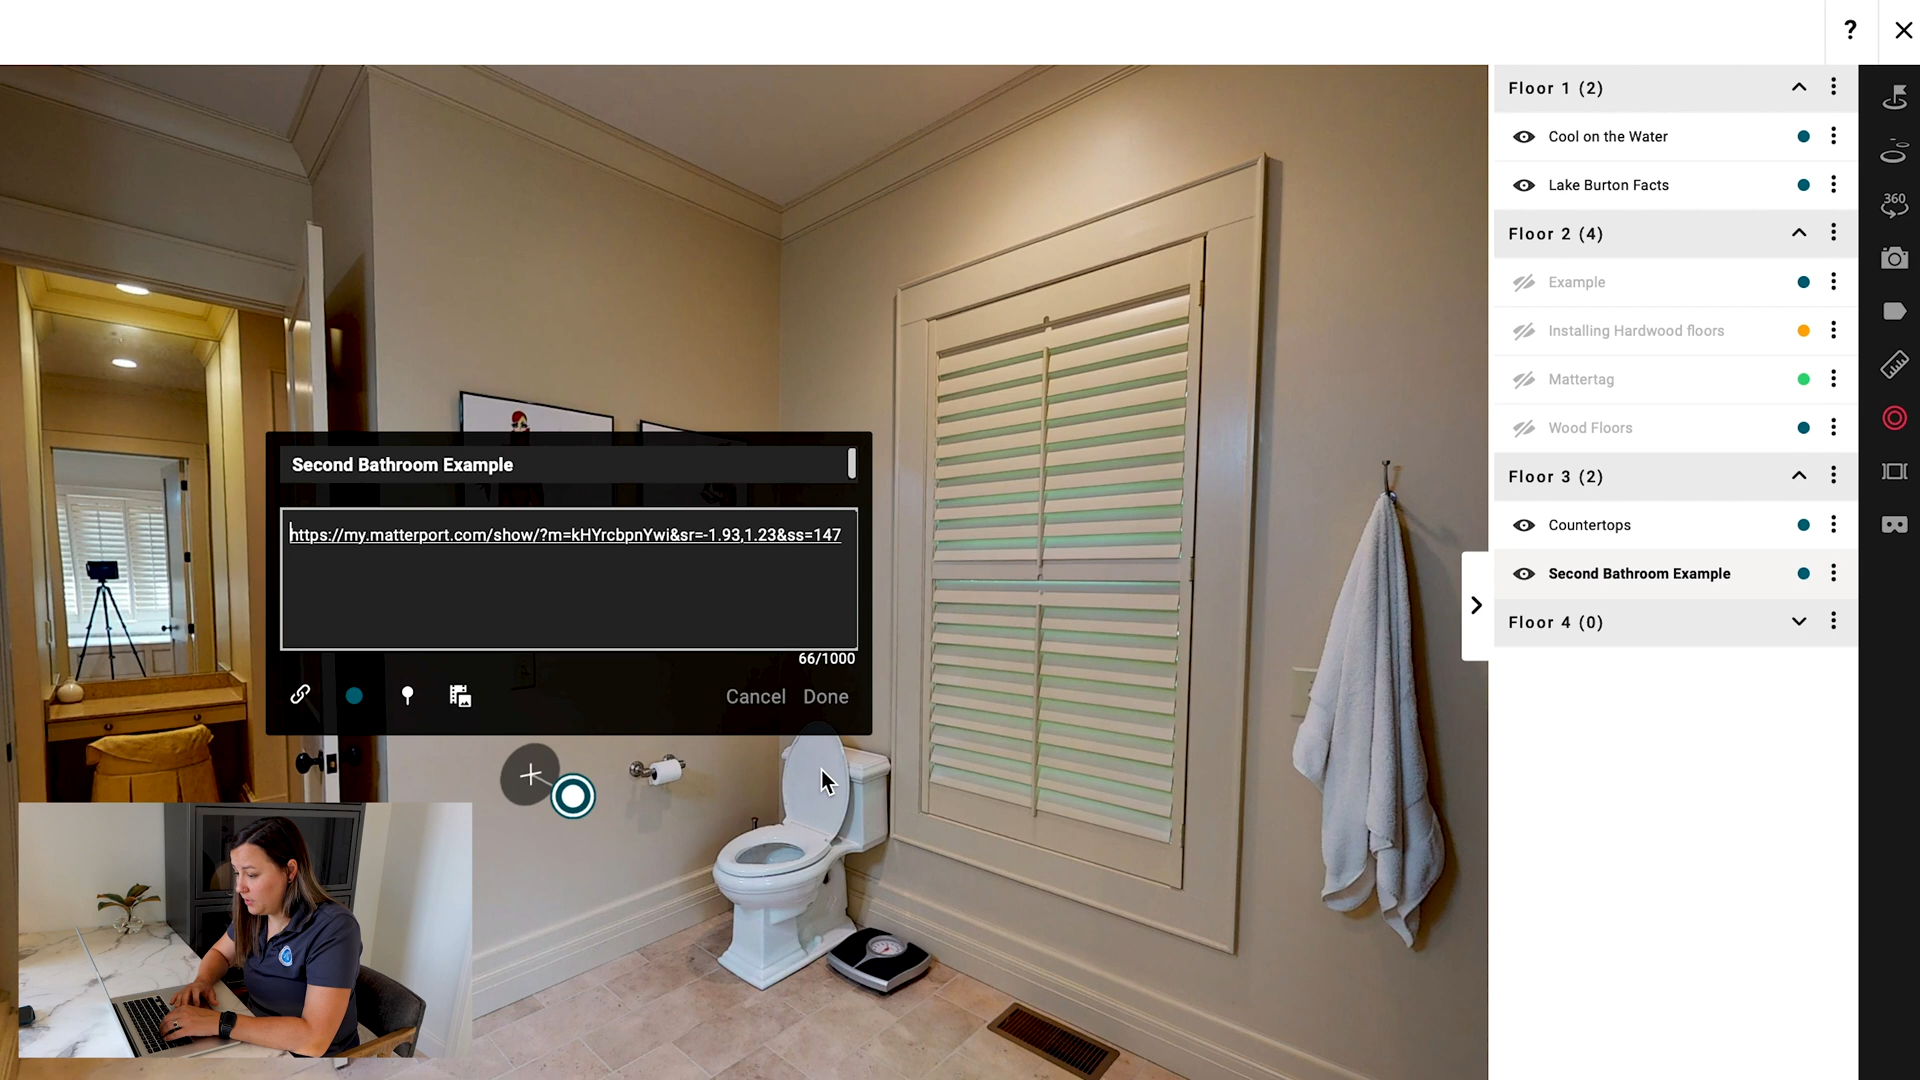 ?
Second Bathroom Example
https://my.matterport.com/show/?m=kHYrcbpnYwi&sr=-1.93,1.23&ss=147
66/1000
Cancel Done
Floor 1 (2)
Cool on the Water
Lake Burton Facts
Floor 2 (4)
Example
Installing Hardwood floors
Mattertag
Wood Floors
Floor 3 (2)
Countertops
Second Bathroom Example
Floor 4 (0)
360